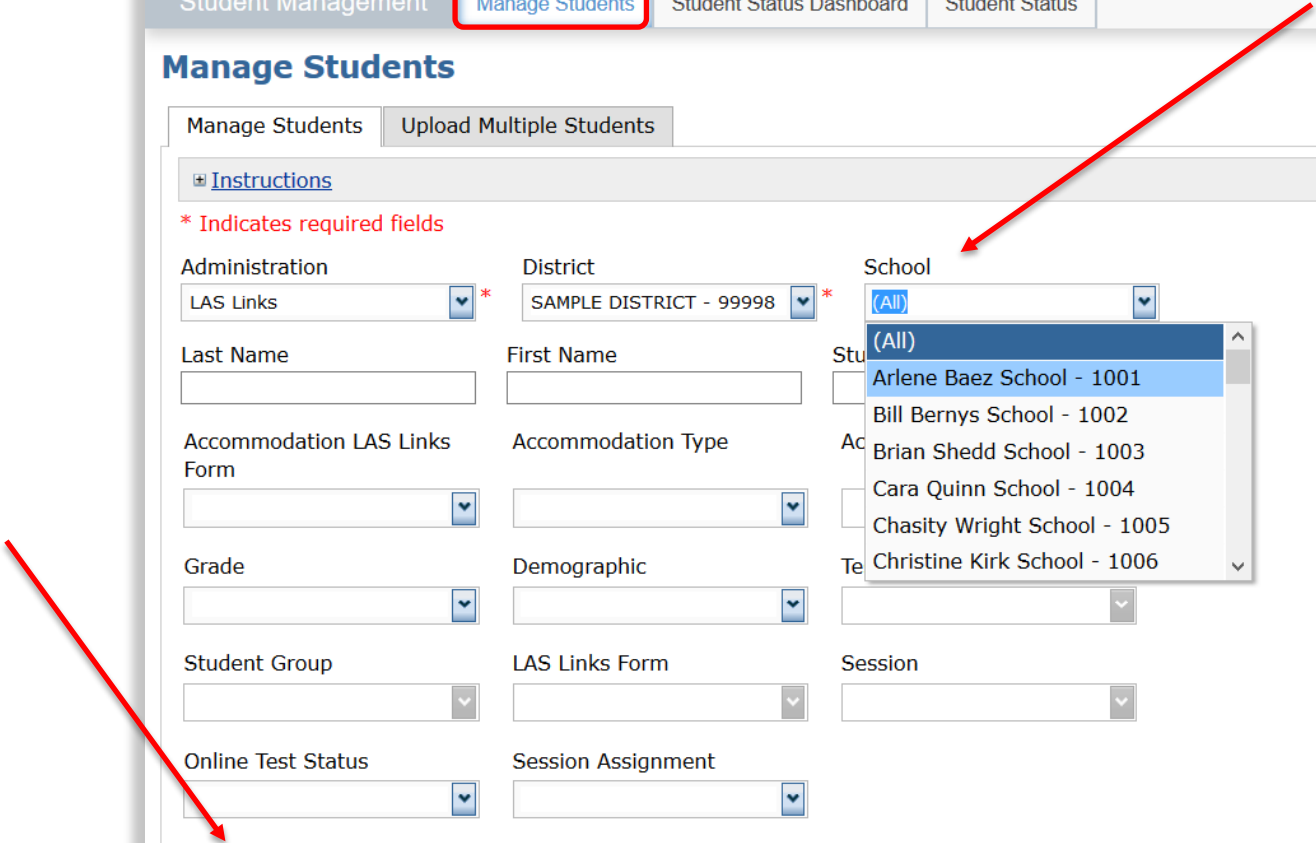 Student Management Manage Students Student Status Dashboard Student Status
Manage Students
Manage Students Upload Multiple Students
Instructions
* Indicates required fields
Administration District School
LAS Links * SAMPLE DISTRICT - 99998 * (All)
(All)
Last Name First Name Stu
Arlene Baez School - 1001
Bill Bernys School - 1002
Accommodation LAS Links Form Accommodation Type Ac
Brian Shedd School - 1003
Cara Quinn School - 1004
Chasity Wright School - 1005
Grade Demographic Te
Christine Kirk School - 1006
Student Group LAS Links Form Session
Online Test Status Session Assignment